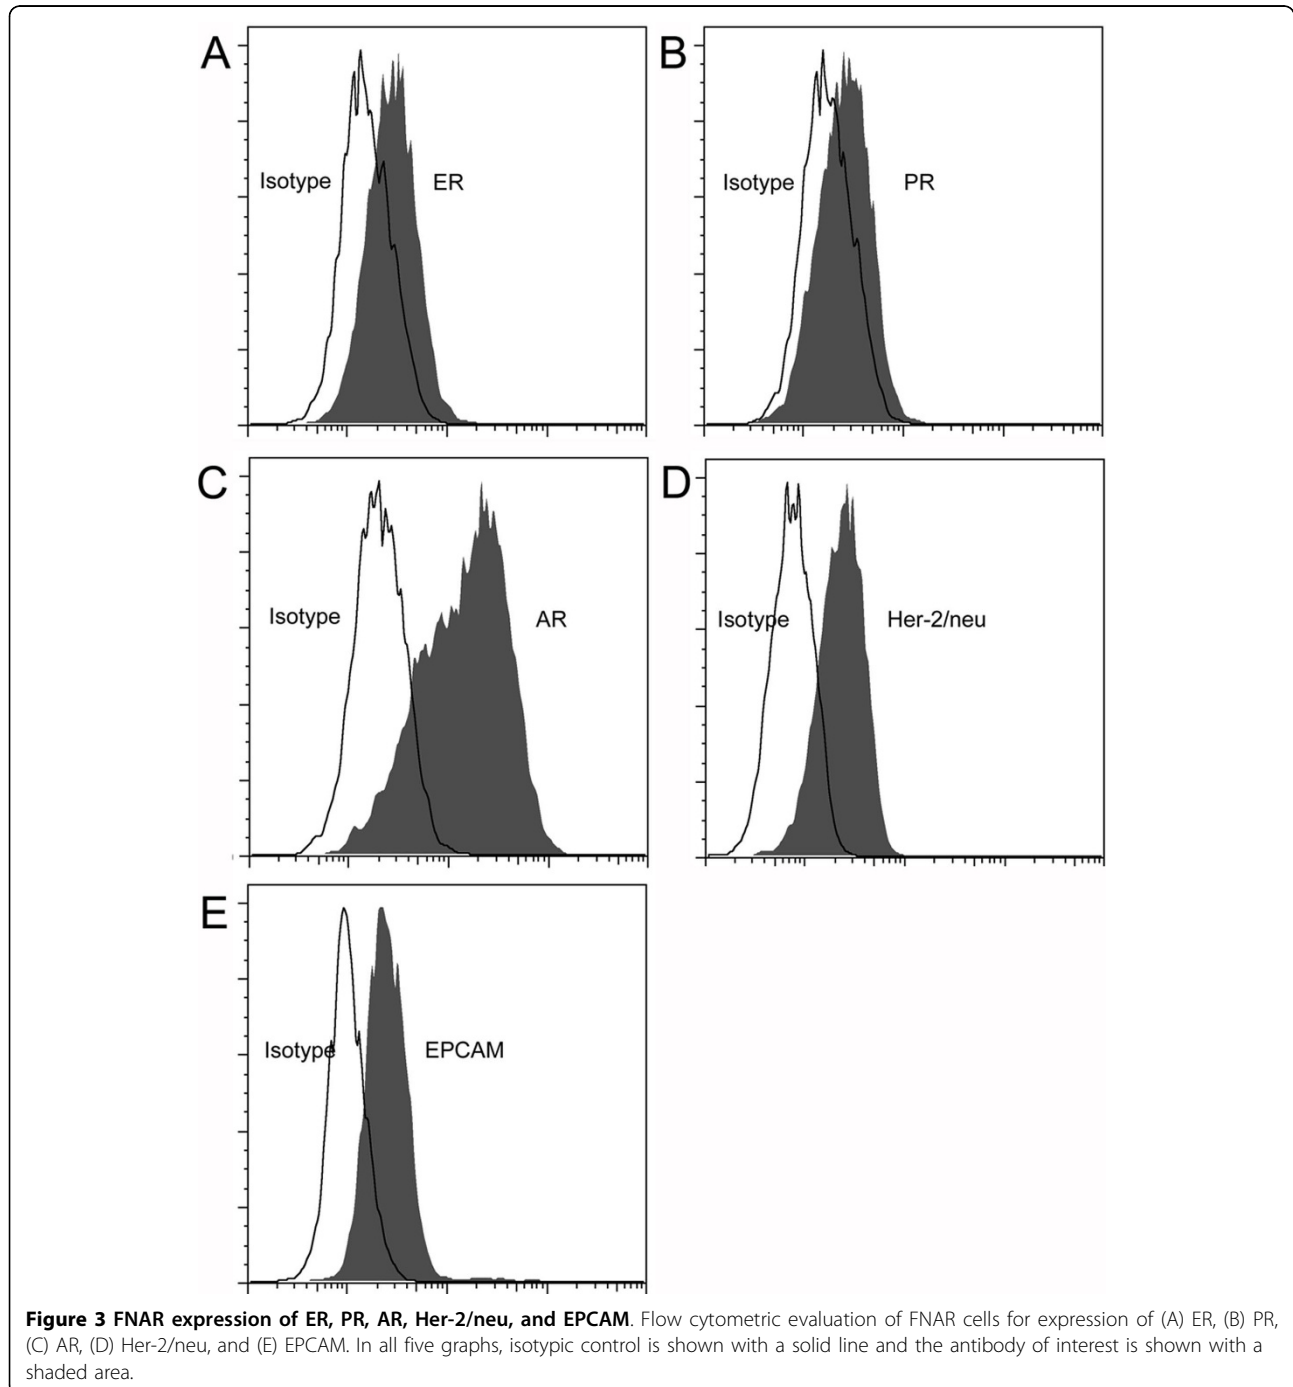 A
Isotype
ER
B
Isotype
PR
C
Isotype
AR
D
Isotype
Her-2/neu
E
Isotype
EPCAM
Figure 3 FNAR expression of ER, PR, AR, Her-2/neu, and EPCAM. Flow cytometric evaluation of FNAR cells for expression of (A) ER, (B) PR,
(C) AR, (D) Her-2/neu, and (E) EPCAM. In all five graphs, isotypic control is shown with a solid line and the antibody of interest is shown with a
shaded area.